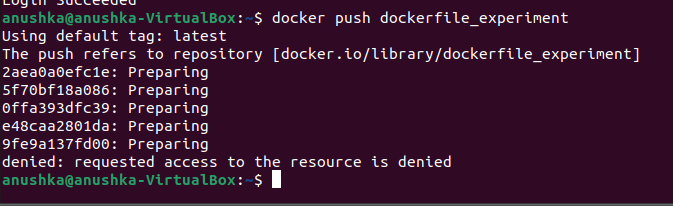 Login Succeeded
anushka@anushka-VirtualBox:~$ docker push dockerfile_experiment
Using default tag: latest
The push refers to repository [docker.io/library/dockerfile_experiment]
2aea0a0efc1e: Preparing
5f70bf18a086: Preparing
0ffa393dfc39: Preparing
e48caa2801da: Preparing
9fe9a137fd00: Preparing
denied: requested access to the resource is denied
anushka@anushka-VirtualBox:~$